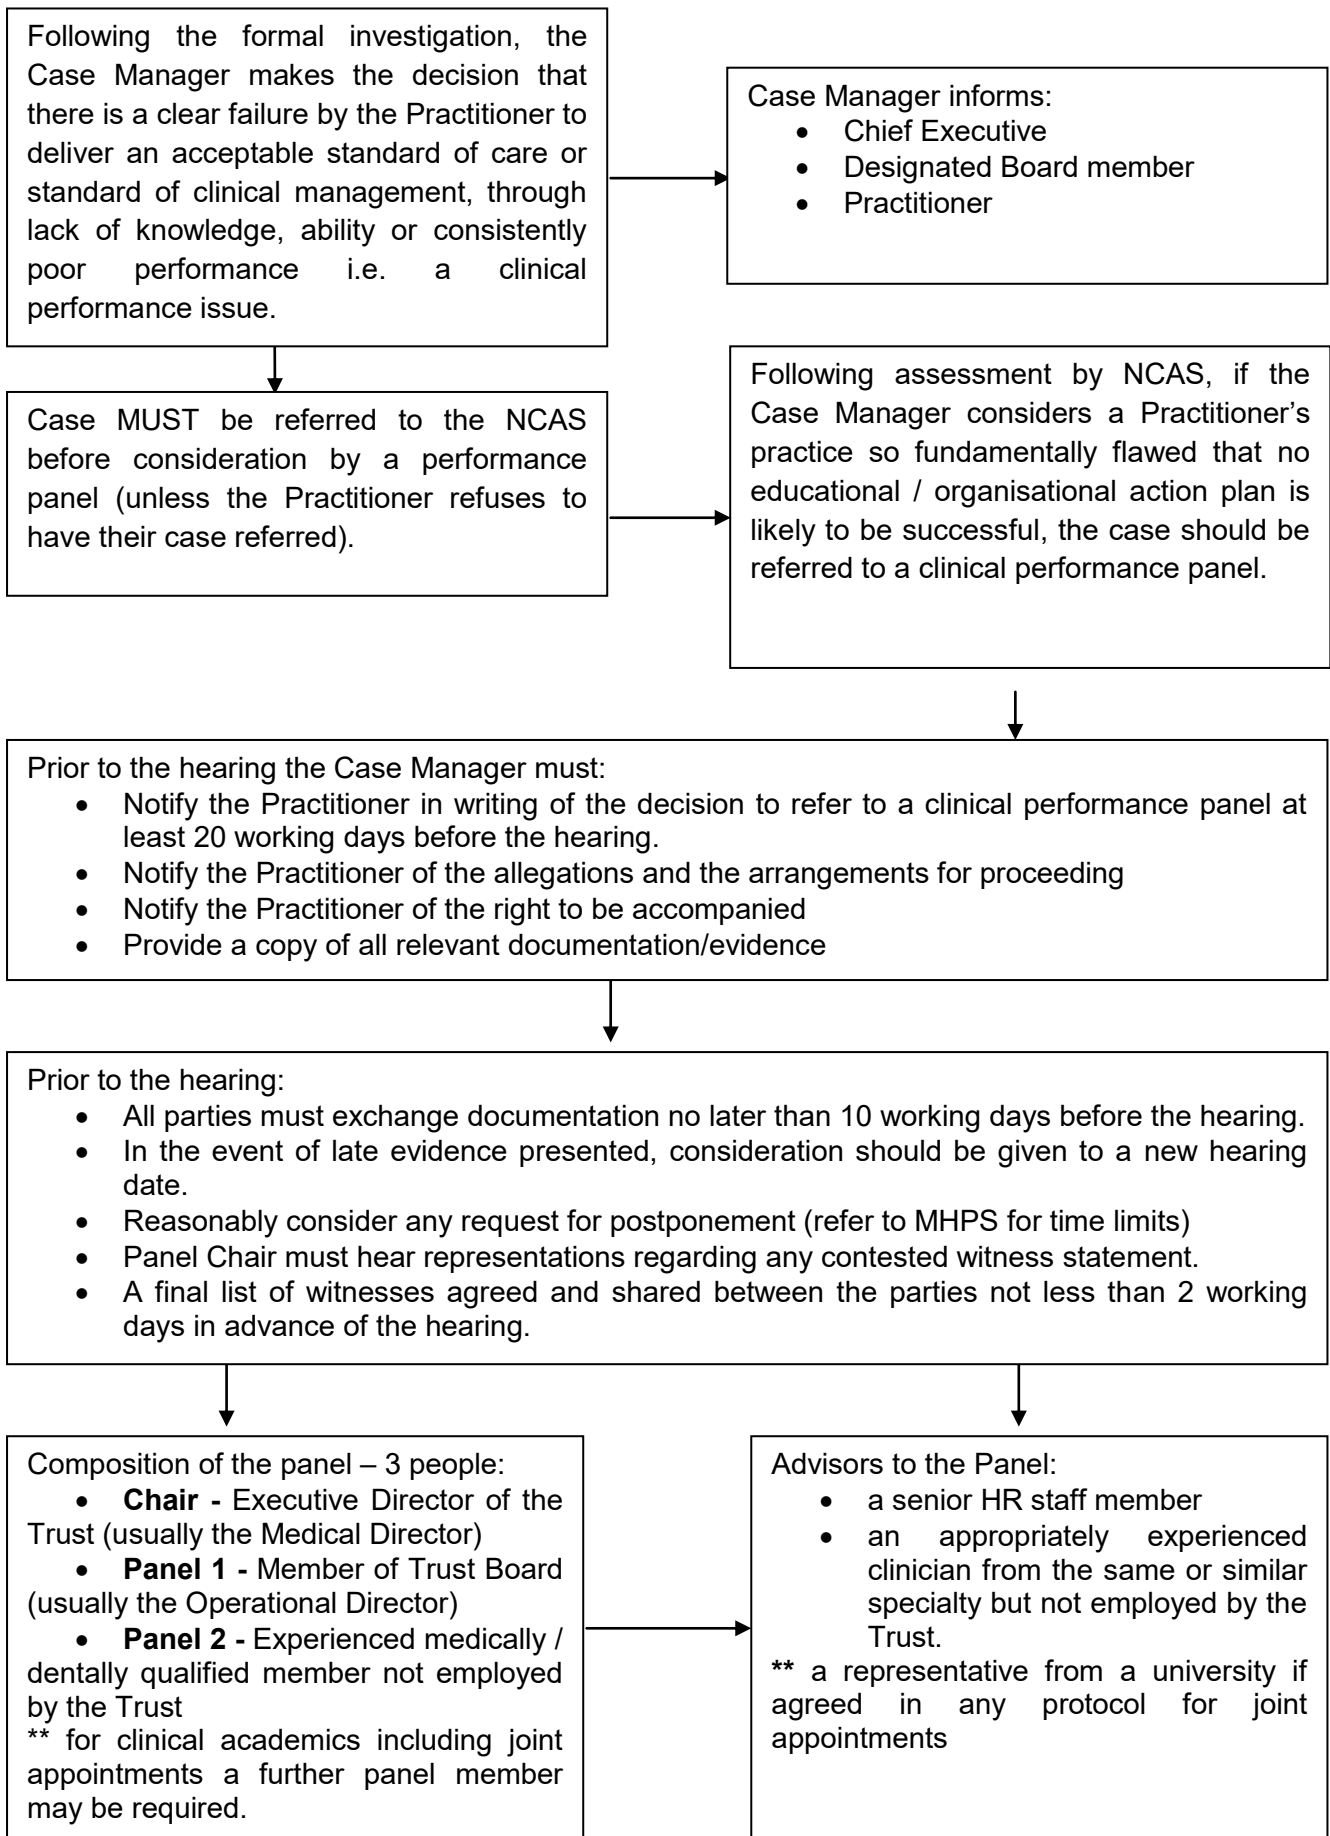 Following the formal investigation, the
Case Manager makes the decision that
there is a clear failure by the Practitioner to
deliver an acceptable standard of care or
standard of clinical management, through
lack of knowledge, ability or consistently
poor performance i.e. a clinical
performance issue.
Case Manager informs:
• Chief Executive
• Designated Board member
• Practitioner
Case MUST be referred to the NCAS
before consideration by a performance
panel (unless the Practitioner refuses to
have their case referred).
Following assessment by NCAS, if the
Case Manager considers a Practitioner’s
practice so fundamentally flawed that no
educational / organisational action plan is
likely to be successful, the case should be
referred to a clinical performance panel.
Prior to the hearing the Case Manager must:
• Notify the Practitioner in writing of the decision to refer to a clinical performance panel at
least 20 working days before the hearing.
• Notify the Practitioner of the allegations and the arrangements for proceeding
• Notify the Practitioner of the right to be accompanied
• Provide a copy of all relevant documentation/evidence
Prior to the hearing:
• All parties must exchange documentation no later than 10 working days before the hearing.
• In the event of late evidence presented, consideration should be given to a new hearing
date.
• Reasonably consider any request for postponement (refer to MHPS for time limits)
• Panel Chair must hear representations regarding any contested witness statement.
• A final list of witnesses agreed and shared between the parties not less than 2 working
days in advance of the hearing.
Composition of the panel – 3 people:
• Chair - Executive Director of the
Trust (usually the Medical Director)
• Panel 1 - Member of Trust Board
(usually the Operational Director)
• Panel 2 - Experienced medically /
dentally qualified member not employed
by the Trust
** for clinical academics including joint
appointments a further panel member
may be required.
Advisors to the Panel:
• a senior HR staff member
• an appropriately experienced
clinician from the same or similar
specialty but not employed by the
Trust.
** a representative from a university if
agreed in any protocol for joint
appointments